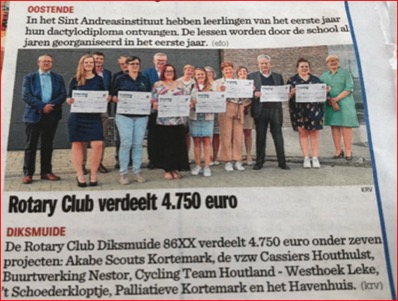 OOSTENDE
In het Sint Andreasinstituut hebben leerlingen van het eerste jaar
hun dactylodiploma ontvangen. De lessen worden door de school al
jaren georganiseerd in het eerste jaar. (efo)
KRV
Rotary Club verdeelt 4.750 euro
DIKSMUIDE
De Rotary Club Diksmuide 86XX verdeelt 4.750 euro onder zeven
projecten: Akabe Scouts Kortemark, de vzw Cassiers Houthulst,
Buurtwerking Nestor, Cycling Team Houtland - Westhoek Leke,
't Schoederkloptje, Palliatieve Kortemark en het Havenhuis. (krv)